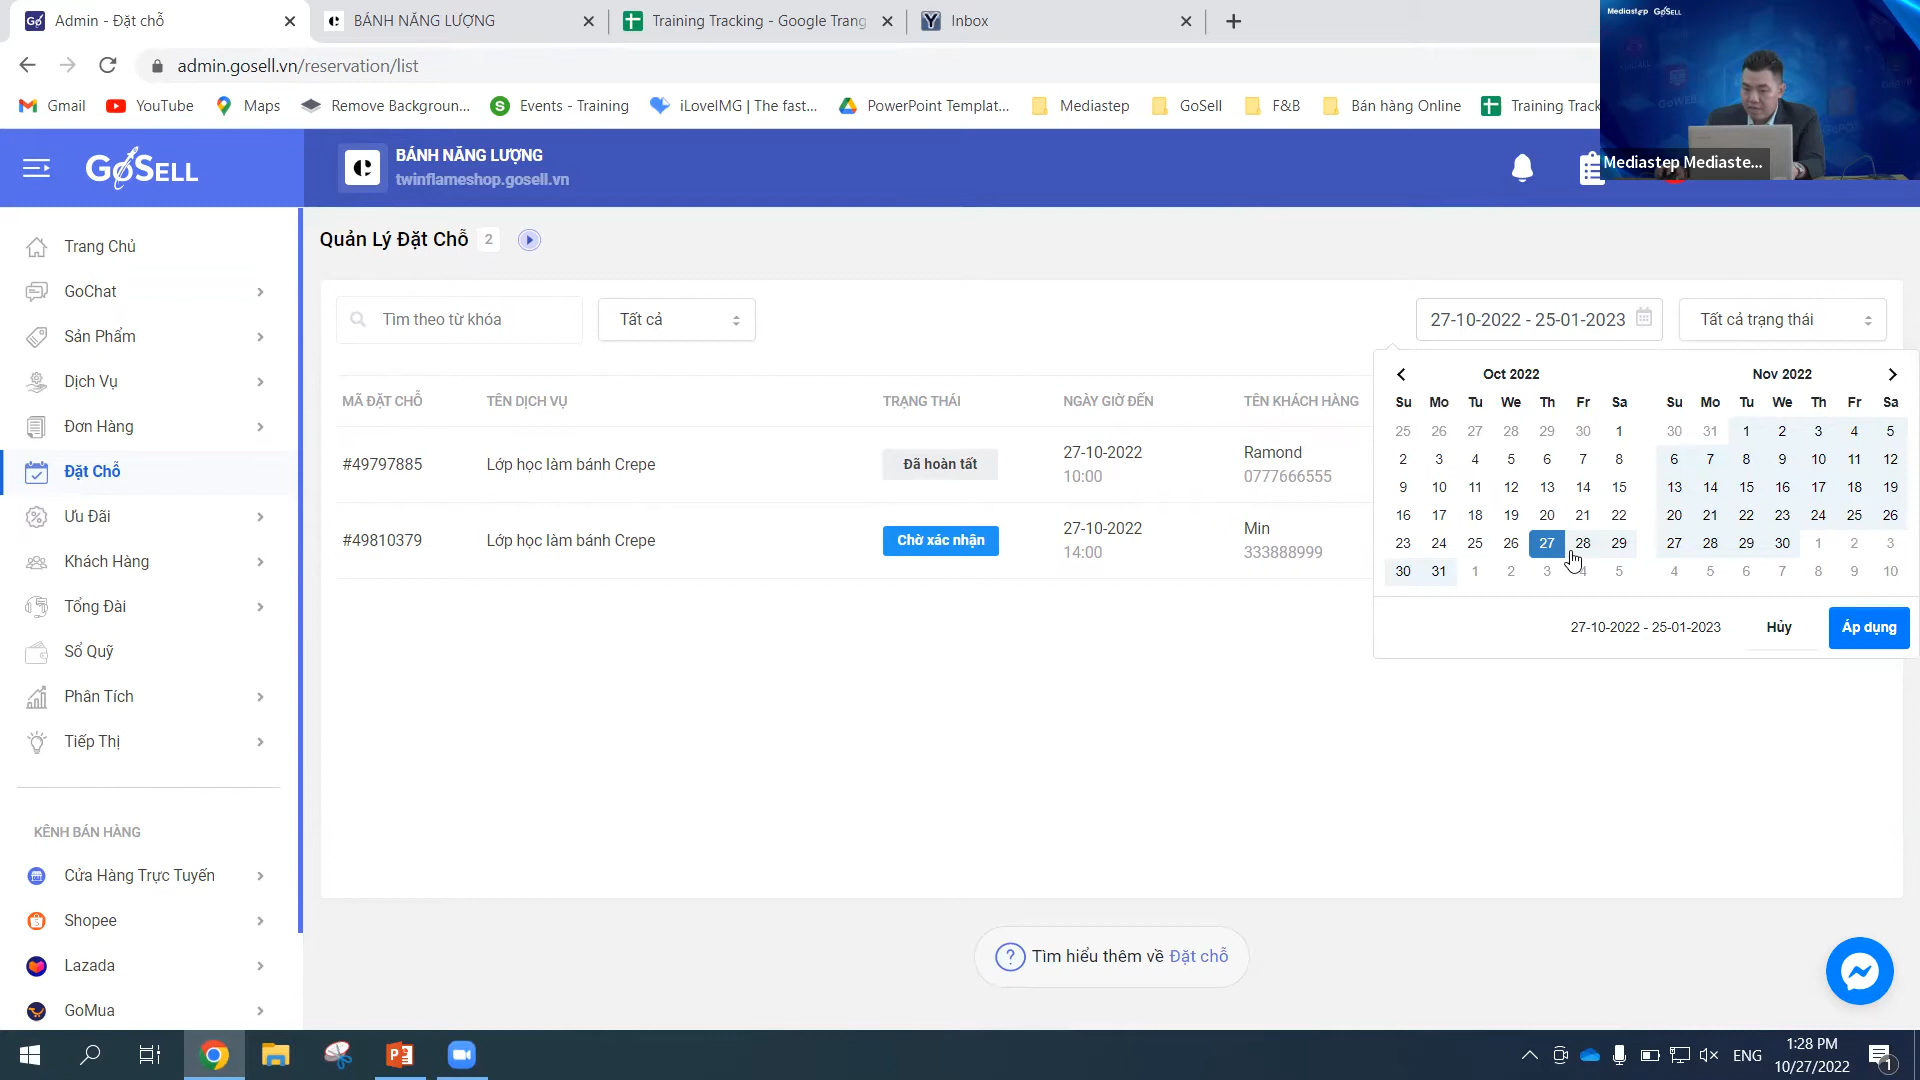 Admin - Đặt chỗ
BÁNH NĂNG LƯỢNG
Training Tracking - Google Trang
Inbox
admin.gosell.vn/reservation/list
Gmail
YouTube
Maps
Remove Backgroun...
Events - Training
iLoveIMG | The fast...
PowerPoint Templat...
Mediastep
GoSell
F&B
Bán hàng Online
Training Track
Mediastep GoSELL
Mediastep Mediaste...
GoSELL
BÁNH NĂNG LƯỢNG
twinflameshop.gosell.vn
Trang Chủ
GoChat
Sản Phẩm
Dịch Vụ
Đơn Hàng
Đặt Chỗ
Ưu Đãi
Khách Hàng
Tổng Đài
Sổ Quỹ
Phân Tích
Tiếp Thị
KÊNH BÁN HÀNG
Cửa Hàng Trực Tuyến
Shopee
Lazada
GoMua
Quản Lý Đặt Chỗ 2
Tìm theo từ khóa
Tất cả
27-10-2022 - 25-01-2023
Tất cả trạng thái
MÃ ĐẶT CHỖ TÊN DỊCH VỤ TRẠNG THÁI NGÀY GIỜ ĐẾN TÊN KHÁCH HÀNG
#49797885 Lớp học làm bánh Crepe Đã hoàn tất 27-10-2022 Ramond
10:00 0777666555
#49810379 Lớp học làm bánh Crepe Chờ xác nhận 27-10-2022 Min
14:00 333888999
Oct 2022
Su Mo Tu We Th Fr Sa
25 26 27 28 29 30 1
2 3 4 5 6 7 8
9 10 11 12 13 14 15
16 17 18 19 20 21 22
23 24 25 26 27 28 29
30 31 1 2 3 4 5
Nov 2022
Su Mo Tu We Th Fr Sa
30 31 1 2 3 4 5
6 7 8 9 10 11 12
13 14 15 16 17 18 19
20 21 22 23 24 25 26
27 28 29 30 1 2 3
4 5 6 7 8 9 10
27-10-2022 - 25-01-2023
Hủy
Áp dụng
Tìm hiểu thêm về Đặt chỗ
ENG
1:28 PM
10/27/2022
1